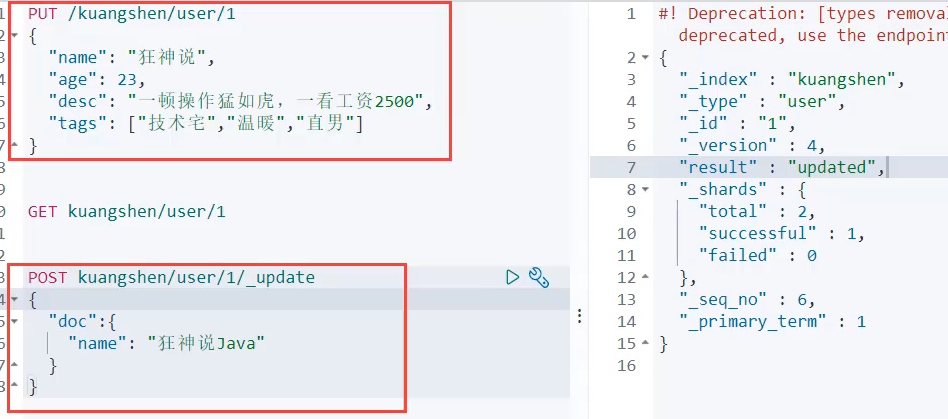 1 PUT /kuangshen/user/1
2 {
3 "name": "狂神说",
4 "age": 23,
5 "desc": "一顿操作猛如虎，一看工资2500",
6 "tags": ["技术宅","温暖","直男"]
7 }
8
9
0 GET kuangshen/user/1
1
2
3 POST kuangshen/user/1/_update
4 {
5 "doc":{
6 "name": "狂神说Java"
7 }
8 }
1 #! Deprecation: [types remova
deprecated, use the endpoin
2 {
3 "_index" : "kuangshen",
4 "_type" : "user",
5 "_id" : "1",
6 "_version" : 4,
7 "result" : "updated",
8 "_shards" : {
9 "total" : 2,
10 "successful" : 1,
11 "failed" : 0
12 },
13 "_seq_no" : 6,
14 "_primary_term" : 1
15 }
16